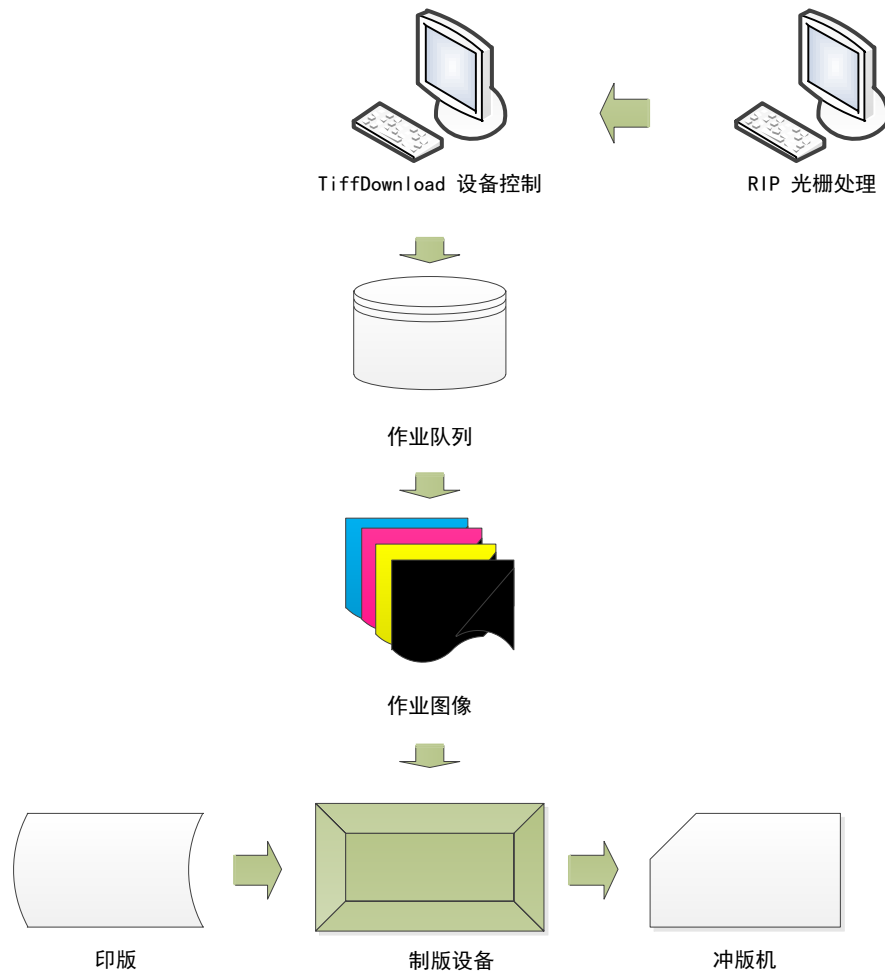 TiffDownload 设备控制
RIP 光栅处理
作业队列
作业图像
印版
制版设备
冲版机